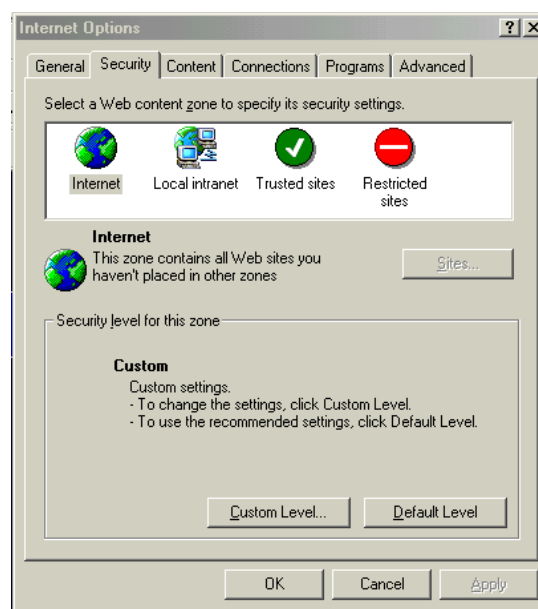 Internet Options
General Security Content Connections Programs Advanced
Select a Web content zone to specify its security settings.
Internet Local intranet Trusted sites Restricted
sites
Internet
This zone contains all Web sites you
haven't placed in other zones
Sites...
Security level for this zone
Custom
Custom settings.
- To change the settings, click Custom Level.
- To use the recommended settings, click Default Level.
Custom Level... Default Level
OK Cancel Apply